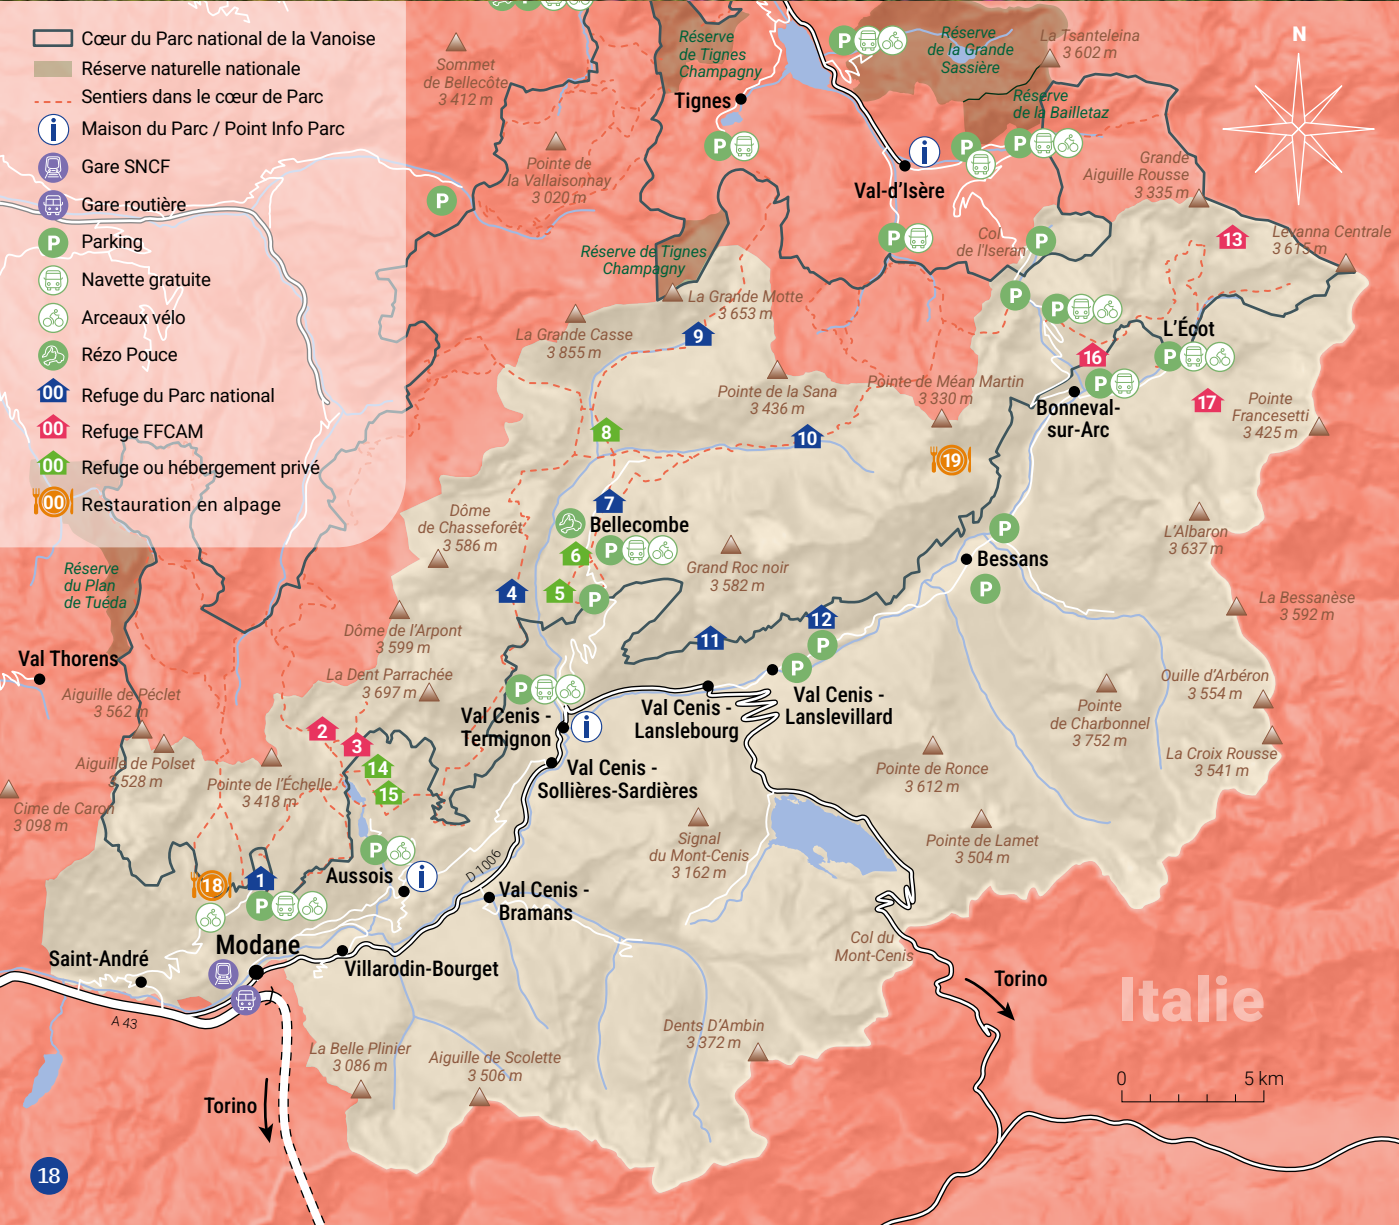 Cœur du Parc national de la Vanoise
Réserve naturelle nationale
Sentiers dans le cœur de Parc
i
Maison du Parc / Point Info Parc
Gare SNCF
Gare routière
P
Parking
Navette gratuite
Arceaux vélo
Rézo Pouce
00
Refuge du Parc national
00
Refuge FFCAM
00
Refuge ou hébergement privé
00
Restauration en alpage
Sommet
de Bellecôte
3 412 m
Réserve
de Tignes
Champagny
Tignes
P
P
Réserve
de la Grande
Sassière
La Tsanteleina
3 602 m
Réserve
de la Bailletaz
N
P
Pointe de
la Vallaisonnay
3 020 m
i
Val-d'Isère
P
P
Grande
Aiguille Rousse
3 335 m
P
Col
de l'Iseran
P
13
Levanna Centrale
3 615 m
Réserve de Tignes
Champagny
La Grande Motte
3 653 m
P
P
La Grande Casse
3 855 m
9
L'Écot
16
P
Pointe de la Sana
3 436 m
Pointe de Méan Martin
3 330 m
P
Bonneval-
sur-Arc
17
Pointe
Francesetti
3 425 m
8
10
19
Dôme
de Chasseforêt
3 586 m
7
Bellecombe
6
P
Grand Roc noir
3 582 m
P
L'Albaron
3 637 m
Bessans
P
4
5
P
La Bessanèse
3 592 m
Réserve
du Plan
de Tuéda
Dôme de l'Arpont
3 599 m
11
12
P
P
Val Thorens
Aiguille de Péclet
3 562 m
La Dent Parrachée
3 697 m
P
Val Cenis -
Termignon
i
Val Cenis -
Lanslebourg
Val Cenis -
Lanslevillard
Ouille d'Arbéron
3 554 m
Pointe
de Charbonnel
3 752 m
La Croix Rousse
3 541 m
2
3
14
15
Aiguille de Polset
3 528 m
Pointe de l'Échelle
3 418 m
Val Cenis -
Sollières-Sardières
Pointe de Ronce
3 612 m
Cime de Caron
3 098 m
Signal
du Mont-Cenis
3 162 m
Pointe de Lamet
3 504 m
P
Aussois
i
D 1006
18
1
P
Val Cenis -
Bramans
Modane
Saint-André
Villarodin-Bourget
Col du
Mont-Cenis
Torino
Italie
A 43
Dents D'Ambin
3 372 m
La Belle Plinier
3 086 m
Aiguille de Scolette
3 506 m
0
5 km
Torino
18